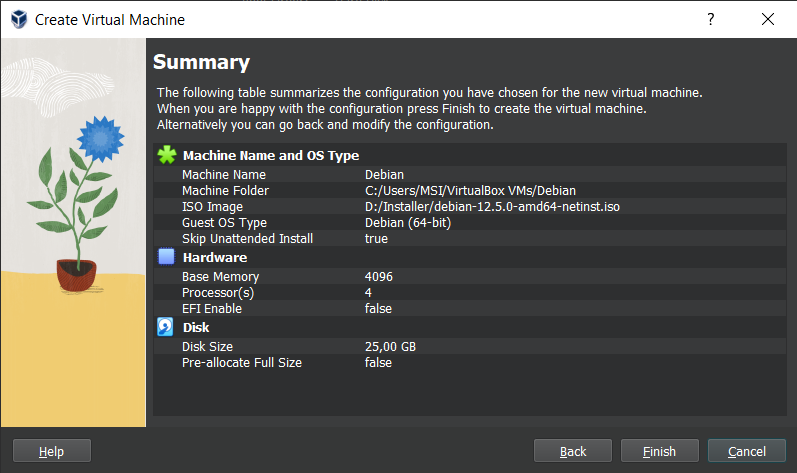 Create Virtual Machine
?
Summary
The following table summarizes the configuration you have chosen for the new virtual machine.
When you are happy with the configuration press Finish to create the virtual machine.
Alternatively you can go back and modify the configuration.
Machine Name and OS Type
Machine Name Debian
Machine Folder C:/Users/MSI/VirtualBox VMs/Debian
ISO Image D:/Installer/debian-12.5.0-amd64-netinst.iso
Guest OS Type Debian (64-bit)
Skip Unattended Install true
Hardware
Base Memory 4096
Processor(s) 4
EFI Enable false
Disk
Disk Size 25,00 GB
Pre-allocate Full Size false
Help Back Finish Cancel